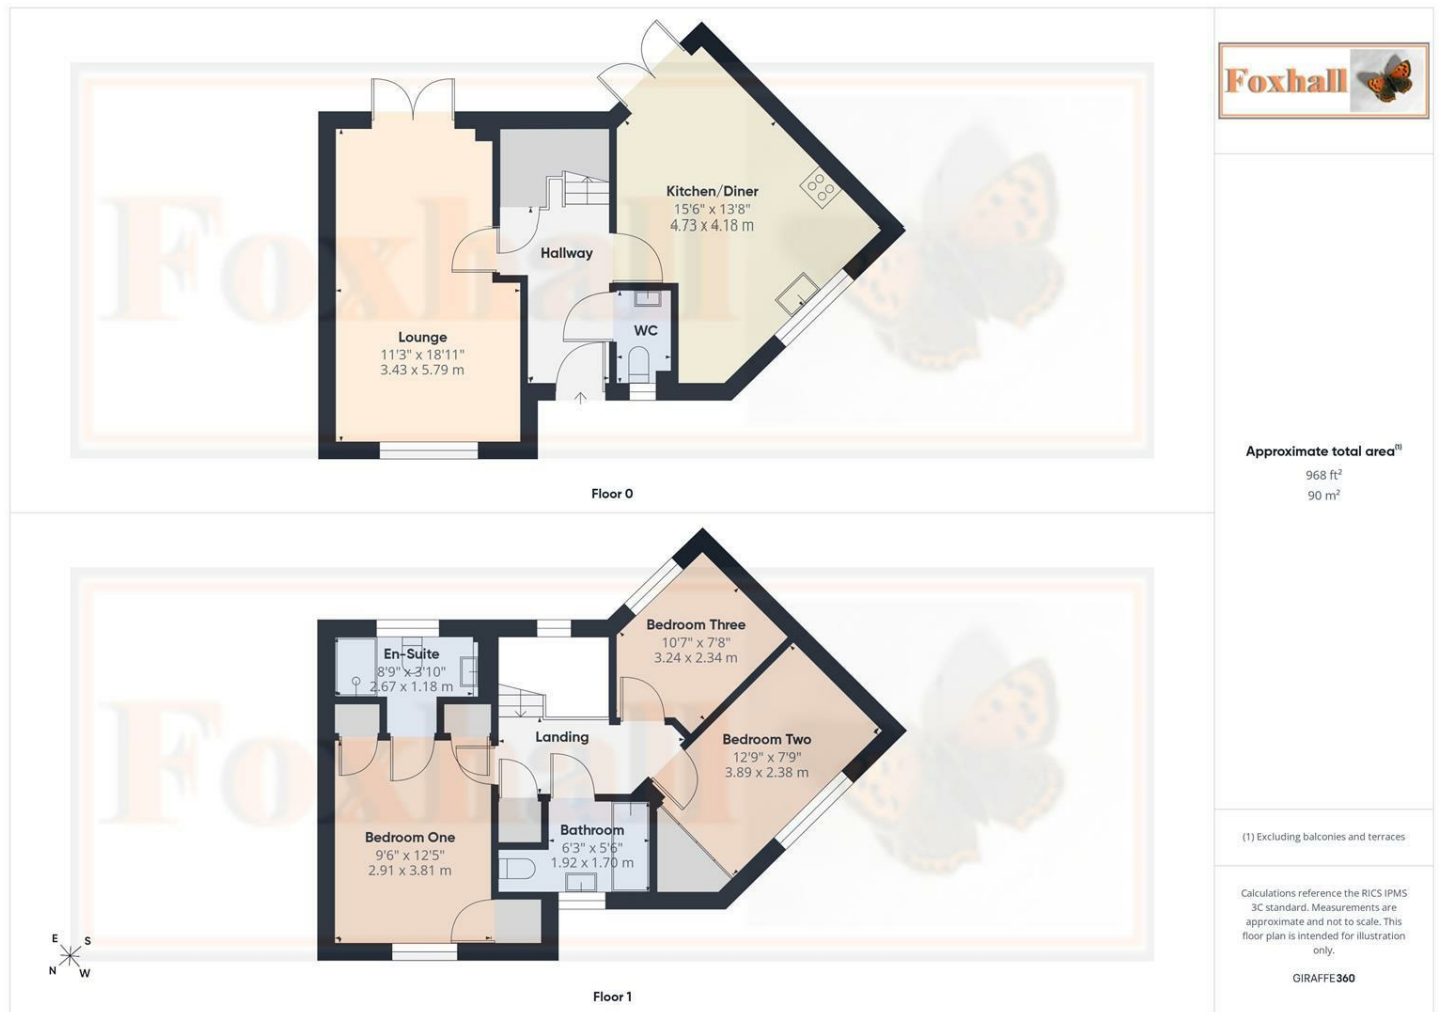 Foxhall
Kitchen/Diner
15'6" x 13'8"
4.73 x 4.18 m
Hallway
WC
Lounge
11'3" x 18'11"
3.43 x 5.79 m
Floor 0
Foxhall
Approximate total area(1)
968 ft²
90 m²
Bedroom Three
10'7" x 7'8"
3.24 x 2.34 m
En-Suite
8'9" x 3'10"
2.67 x 1.18 m
Landing
Bedroom Two
12'9" x 7'9"
3.89 x 2.38 m
Foxhall
Bedroom One
9'6" x 12'5"
2.91 x 3.81 m
Bathroom
6'3" x 5'6"
1.92 x 1.70 m
E S
N W
Floor 1
(1) Excluding balconies and terraces
Calculations reference the RICS IPMS
3C standard. Measurements are
approximate and not to scale. This
floor plan is intended for illustration
only.
GIRAFFE360